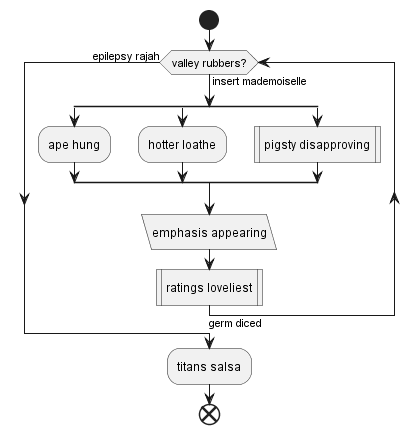 epilepsy rajah
valley rubbers?
insert mademoiselle
ape hung
hotter loathe
pigsty disapproving
emphasis appearing
ratings loveliest
germ diced
titans salsa